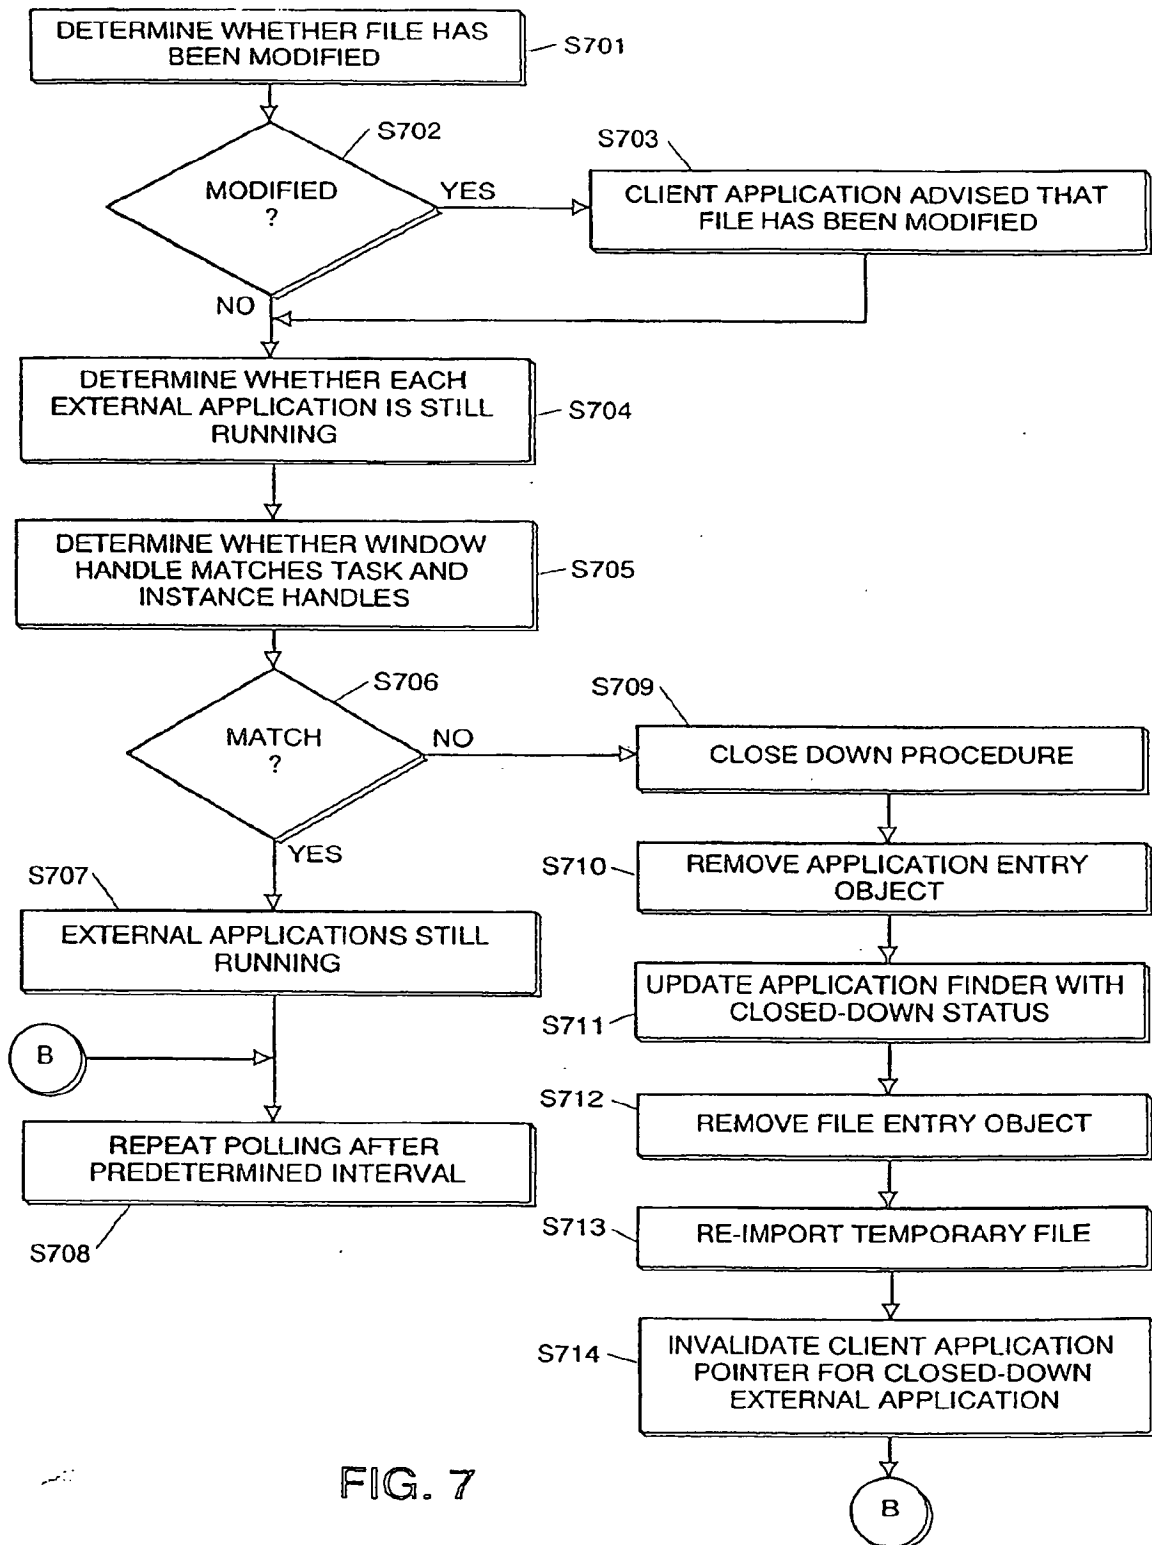 DETERMINE WHETHER FILE HAS
BEEN MODIFIED
S701
S702
MODIFIED
?
YES
S703
CLIENT APPLICATION ADVISED THAT
FILE HAS BEEN MODIFIED
NO
DETERMINE WHETHER EACH
EXTERNAL APPLICATION IS STILL
RUNNING
S704
DETERMINE WHETHER WINDOW
HANDLE MATCHES TASK AND
INSTANCE HANDLES
S705
S706
MATCH
?
NO
YES
S707
EXTERNAL APPLICATIONS STILL
RUNNING
B
REPEAT POLLING AFTER
PREDETERMINED INTERVAL
S708
S709
CLOSE DOWN PROCEDURE
S710
REMOVE APPLICATION ENTRY
OBJECT
UPDATE APPLICATION FINDER WITH
CLOSED-DOWN STATUS
S711
S712
REMOVE FILE ENTRY OBJECT
S713
RE-IMPORT TEMPORARY FILE
S714
INVALIDATE CLIENT APPLICATION
POINTER FOR CLOSED-DOWN
EXTERNAL APPLICATION
B
FIG. 7